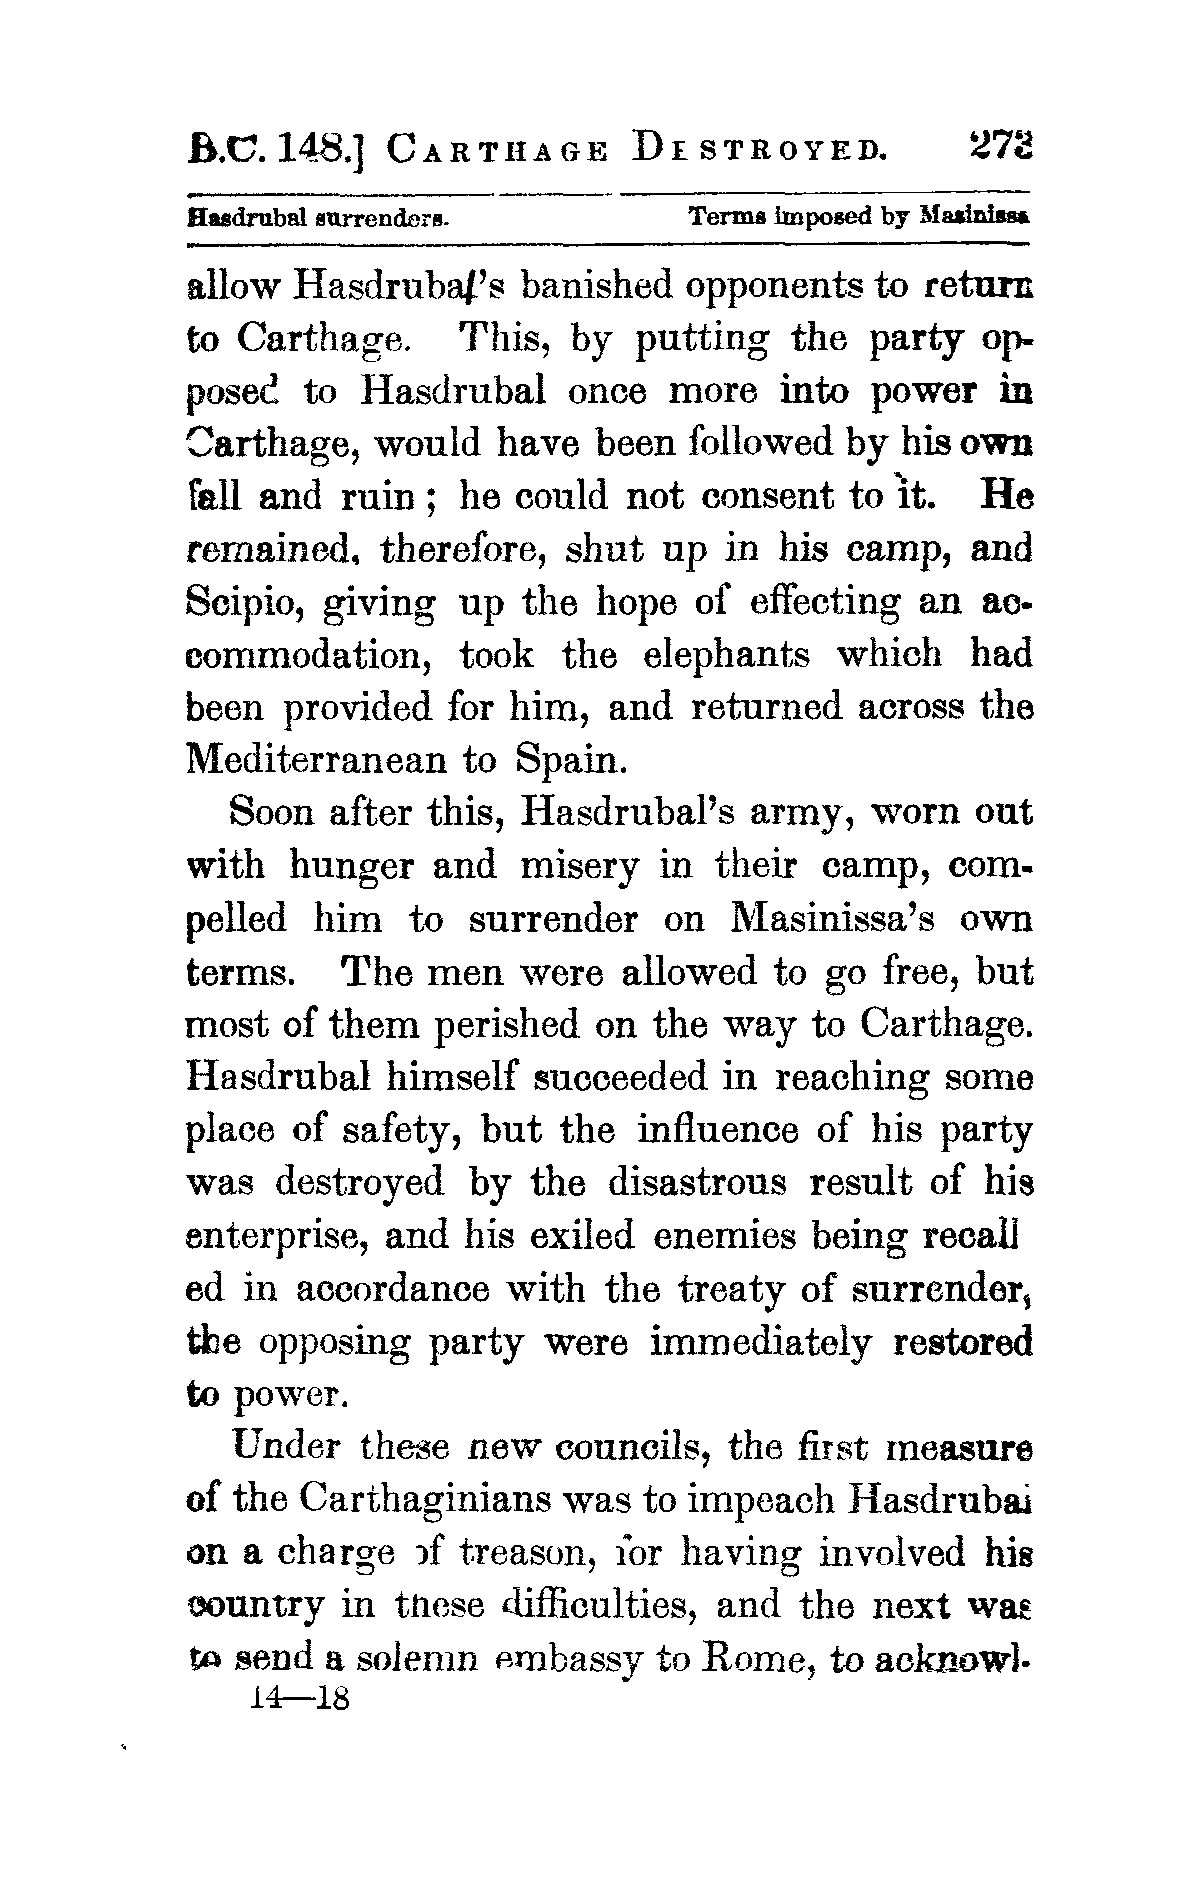 B.C. 148.] CARTHAGE DESTROYED. 273
Hasdrubal surrenders. Terms imposed by Masinissa
allow Hasdrubal's banished opponents to return
to Carthage. This, by putting the party op-
posed to Hasdrubal once more into power in
Carthage, would have been followed by his own
fall and ruin; he could not consent to it. He
remained, therefore, shut up in his camp, and
Scipio, giving up the hope of effecting an ac-
commodation, took the elephants which had
been provided for him, and returned across the
Mediterranean to Spain.
Soon after this, Hasdrubal's army, worn out
with hunger and misery in their camp, com-
pelled him to surrender on Masinissa's own
terms. The men were allowed to go free, but
most of them perished on the way to Carthage.
Hasdrubal himself succeeded in reaching some
place of safety, but the influence of his party
was destroyed by the disastrous result of his
enterprise, and his exiled enemies being recall
ed in accordance with the treaty of surrender,
the opposing party were immediately restored
to power.
Under these new councils, the first measure
of the Carthaginians was to impeach Hasdrubal
on a charge of treason, for having involved his
country in these difficulties, and the next was
to send a solemn embassy to Rome, to acknowl-
14—18